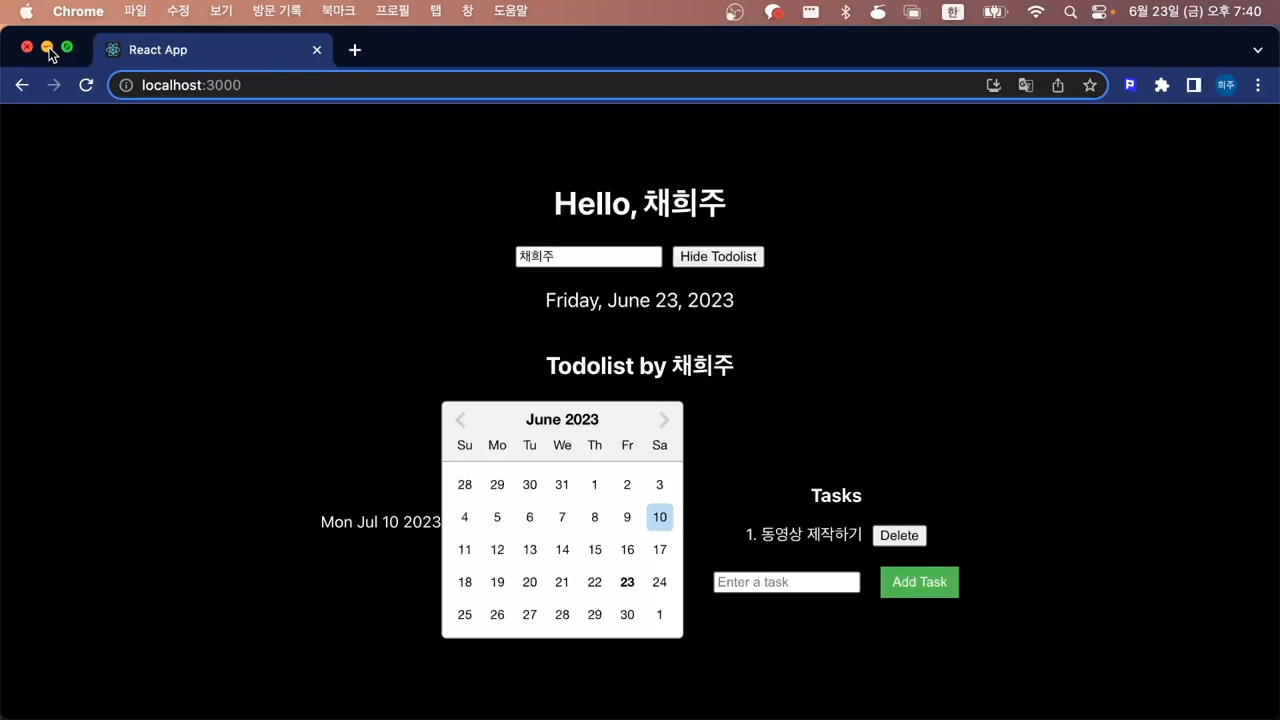 Chrome 파일 수정 보기 방문 기록 북마크 프로필 탭 창 도움말 한 6월 23일 (금) 오후 7:40
React App
localhost:3000 희주
Hello, 채희주
채희주 Hide Todolist
Friday, June 23, 2023
Todolist by 채희주
June 2023
Su Mo Tu We Th Fr Sa
28 29 30 31 1 2 3
4 5 6 7 8 9 10
11 12 13 14 15 16 17
18 19 20 21 22 23 24
25 26 27 28 29 30 1
Mon Jul 10 2023
Tasks
1. 동영상 제작하기 Delete
Enter a task Add Task